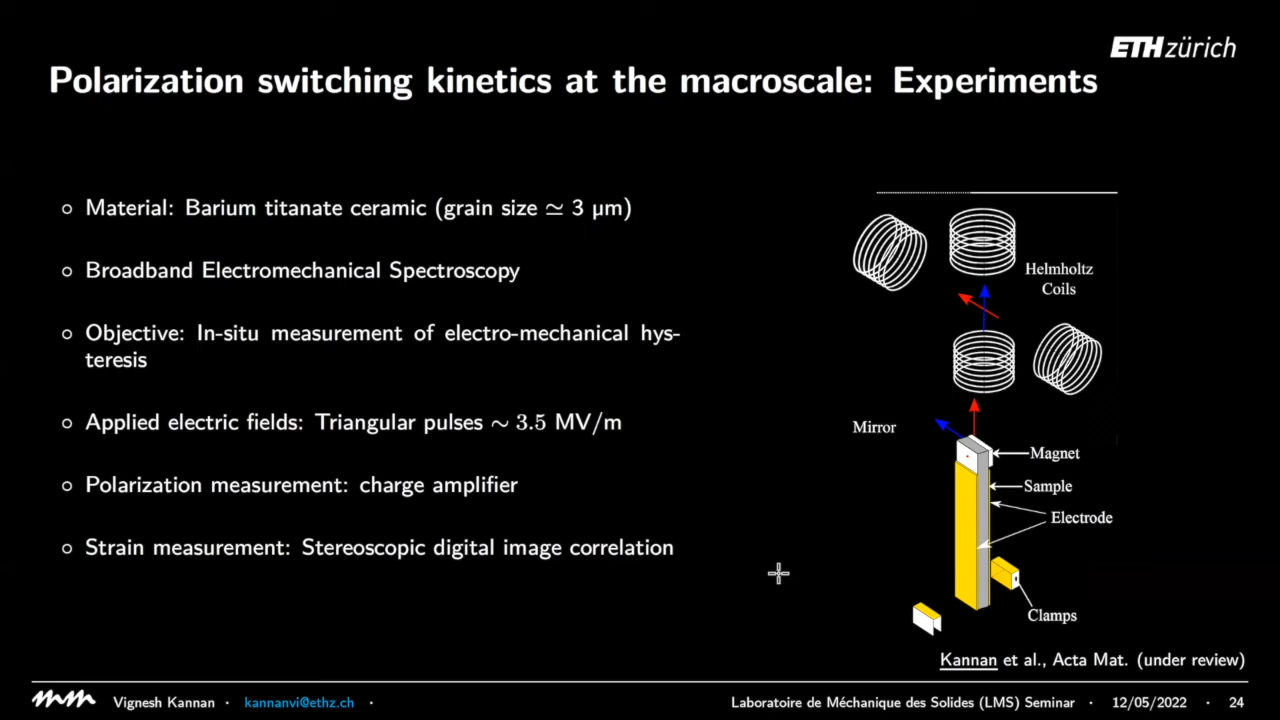 ETH zürich
Polarization switching kinetics at the macroscale: Experiments
◦ Material: Barium titanate ceramic (grain size ≃ 3 µm)
◦ Broadband Electromechanical Spectroscopy
◦ Objective: In-situ measurement of electro-mechanical hys-
teresis
◦ Applied electric fields: Triangular pulses ∼ 3.5 MV/m
◦ Polarization measurement: charge amplifier
◦ Strain measurement: Stereoscopic digital image correlation
Helmholtz
Coils
Mirror
Magnet
Sample
Electrode
Clamps
Kannan et al., Acta Mat. (under review)
mm Vignesh Kannan · kannanvi@ethz.ch · Laboratoire de Méchanique des Solides (LMS) Seminar · 12/05/2022 · 24